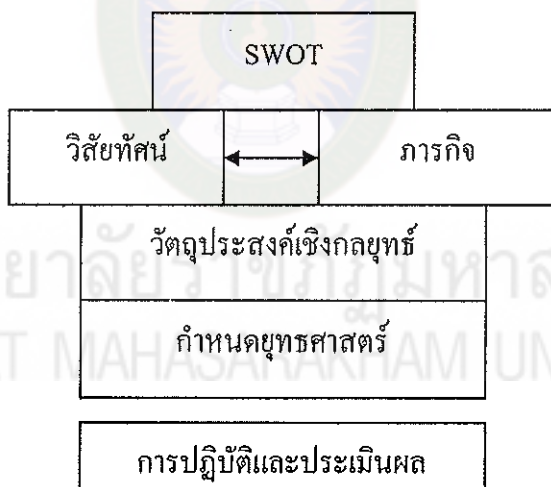 SWOT
วิสัยทัศน์ ภารกิจ
วัตถุประสงค์เชิงกลยุทธ์
กำหนดยุทธศาสตร์
การปฏิบัติและประเมินผล